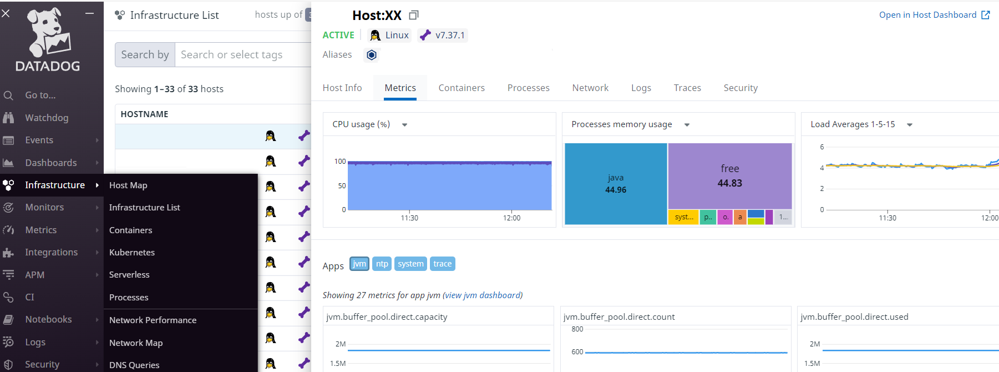 DATADOG
Go to...
Watchdog
Events
Dashboards
Infrastructure
Monitors
Metrics
Integrations
APM
CI
Notebooks
Logs
Security
Host Map
Infrastructure List
Containers
Kubernetes
Serverless
Processes
Network Performance
Network Map
DNS Queries
Infrastructure List
hosts up of
Search by
Search or select tags
Showing 1–33 of 33 hosts
HOSTNAME
Host:XX
Open in Host Dashboard
ACTIVE
Linux
v7.37.1
Aliases
Host Info
Metrics
Containers
Processes
Network
Logs
Traces
Security
CPU usage (%)
100
50
0
11:30
12:00
Processes memory usage
java
44.96
free
44.83
syst...
p..
o.
a
1...
Load Averages 1-5-15
6
4
2
0
11:30
12:00
Apps
jvm
ntp
system
trace
Showing 27 metrics for app jvm (view jvm dashboard)
jvm.buffer_pool.direct.capacity
2M
1.5M
jvm.buffer_pool.direct.count
800
600
jvm.buffer_pool.direct.used
2M
1.5M